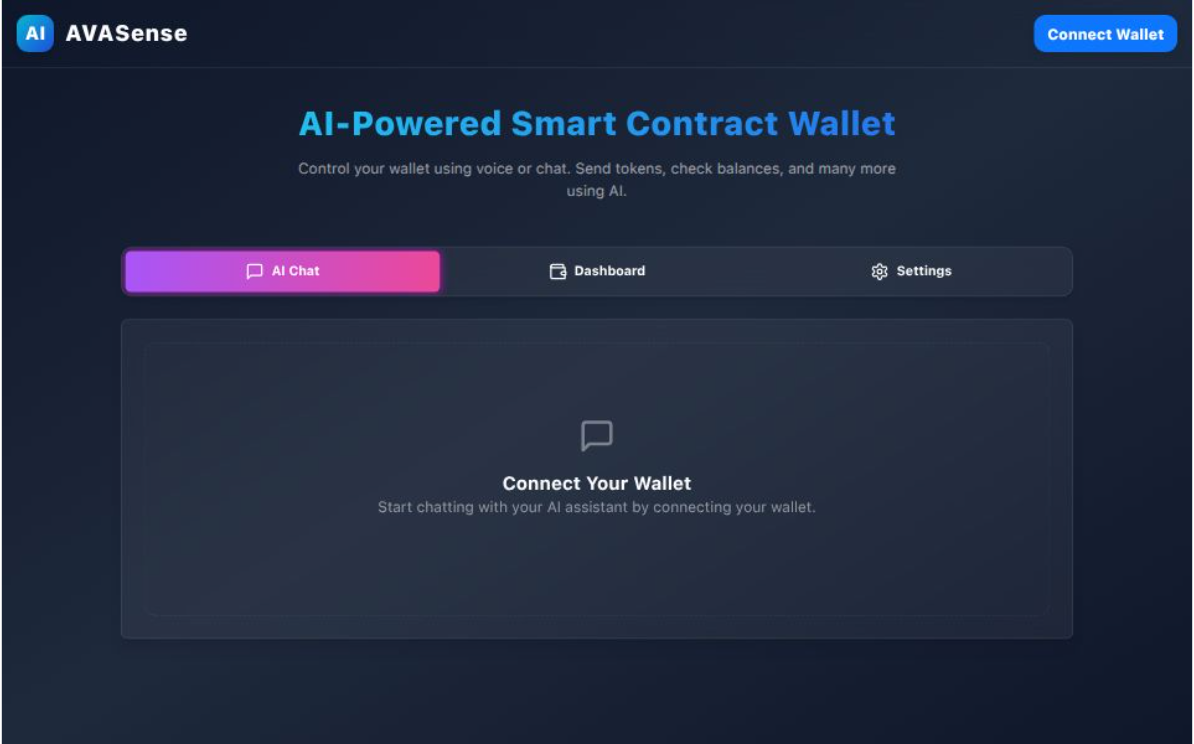 AI AVASense
Connect Wallet
AI-Powered Smart Contract Wallet
Control your wallet using voice or chat. Send tokens, check balances, and many more
using AI.
AI Chat
Dashboard
Settings
Connect Your Wallet
Start chatting with your AI assistant by connecting your wallet.